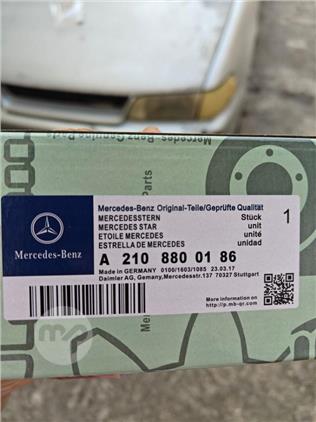 Mercedes-Benz
Genuine Parts
Mercedes-Benz Original-Teile/Geprüfte Qualität
MERCEDESSTERN Stück
MERCEDES STAR unit
ETOILE MERCEDES unité
ESTRELLA DE MERCEDES unidad
1
Mercedes-Benz
A 210 880 01 86
Made in GERMANY 0100/1603/1085 23.03.17
Daimler AG, Gemany,Mercedesstr.137 70327 Stuttgart
More information on
http://p.mb-qr.com